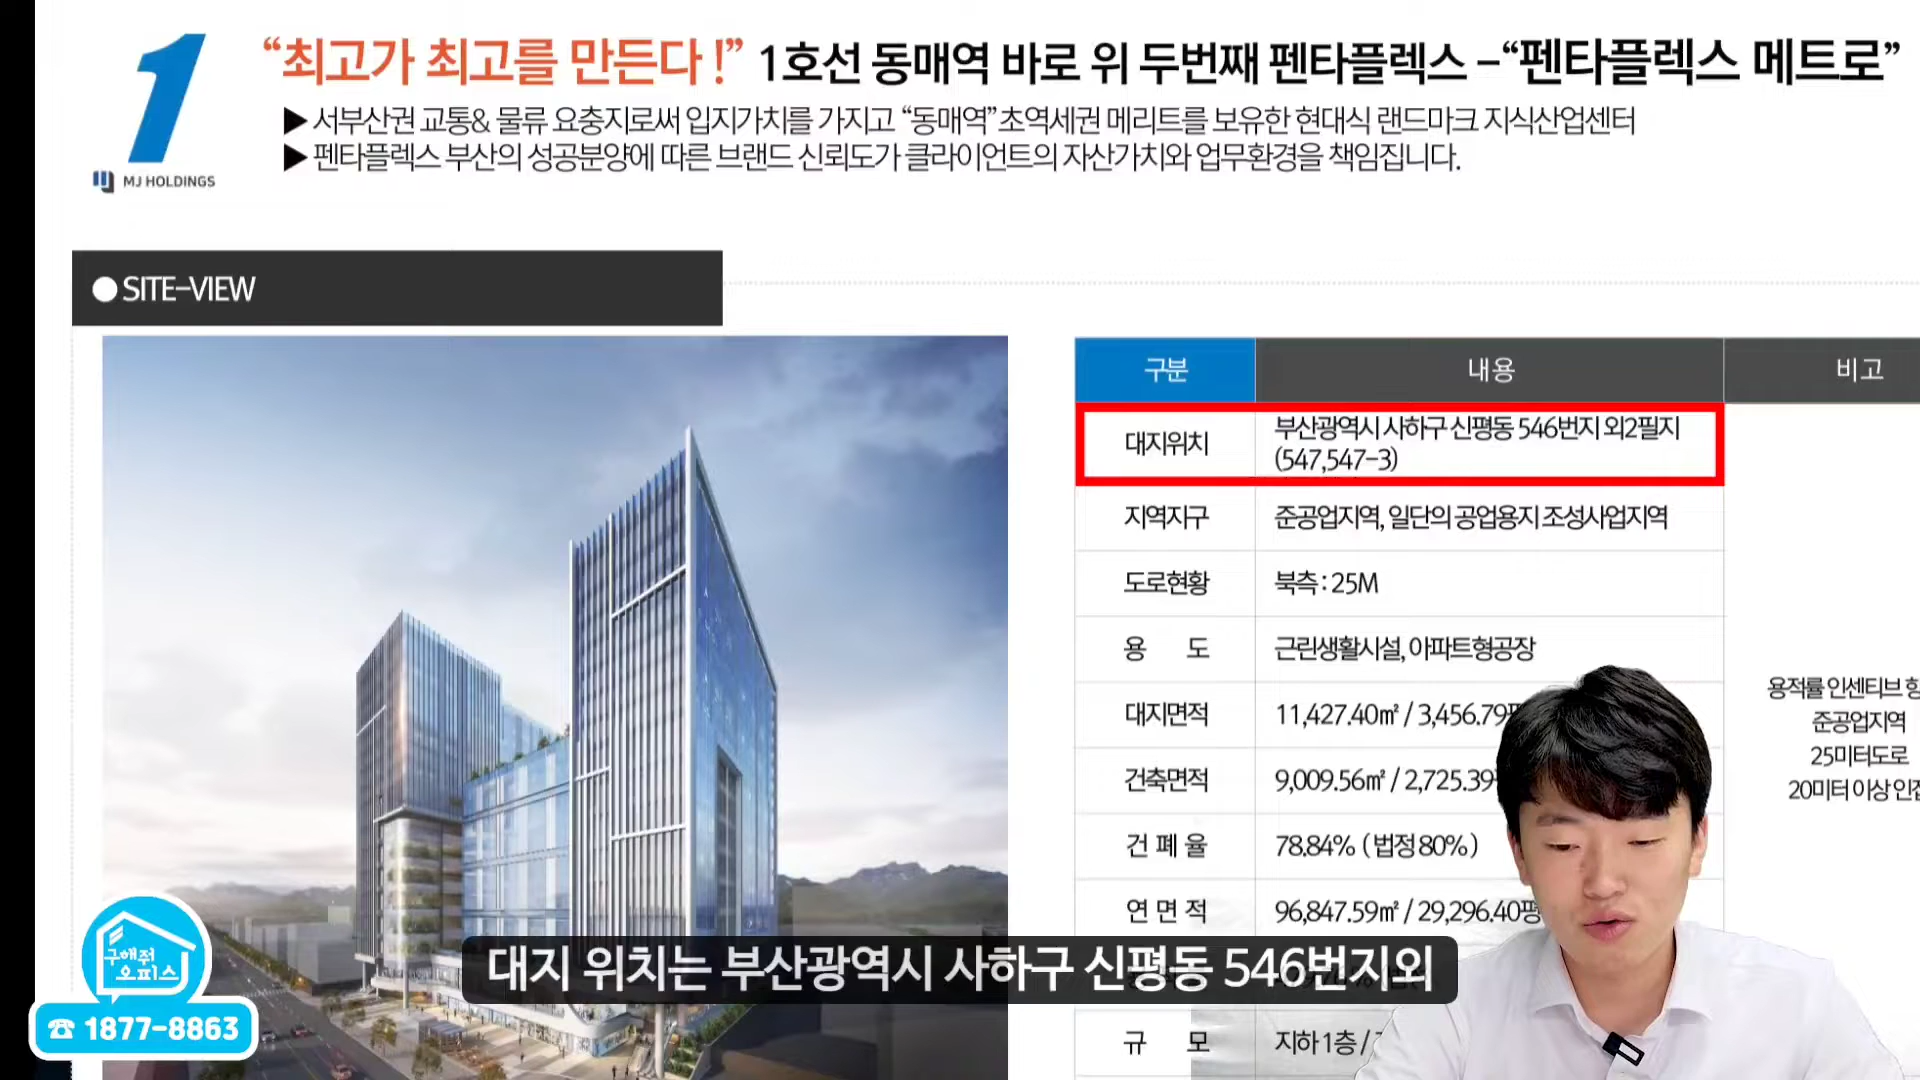 1
MJ HOLDINGS
“최고가 최고를 만든다 !” 1호선 동매역 바로 위 두번째 펜타플렉스 -“펜타플렉스 메트로”
▶ 서부산권 교통& 물류 요충지로써 입지가치를 가지고 “동매역”초역세권 메리트를 보유한 현대식 랜드마크 지식산업센터
▶ 펜타플렉스 부산의 성공분양에 따른 브랜드 신뢰도가 클라이언트의 자산가치와 업무환경을 책임집니다.
● SITE-VIEW
구분 내용 비고
대지위치 부산광역시 사하구 신평동 546번지 외2필지
(547,547-3)
지역지구 준공업지역, 일단의 공업용지 조성사업지역
도로현황 북측 : 25M
용 도 근린생활시설, 아파트형공장
대지면적 11,427.40㎡ / 3,456.79
건축면적 9,009.56㎡ / 2,725.39
건 폐 율 78.84% ( 법정 80% )
연 면 적 96,847.59㎡ / 29,296.40평
규 모 지하 1층 /
용적률 인센티브
준공업지역
25미터도로
20미터 이상
대지 위치는 부산광역시 사하구 신평동 546번지외
구해줘
오피스
☎ 1877-8863